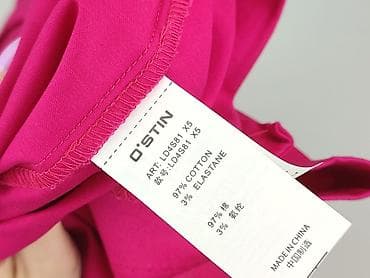 O'STIN
ART: LD4S81 X5
款号: LD4S81 X5
97% COTTON
3% ELASTANE
97% 棉
3% 氨纶
MADE IN CHINA
中国制造